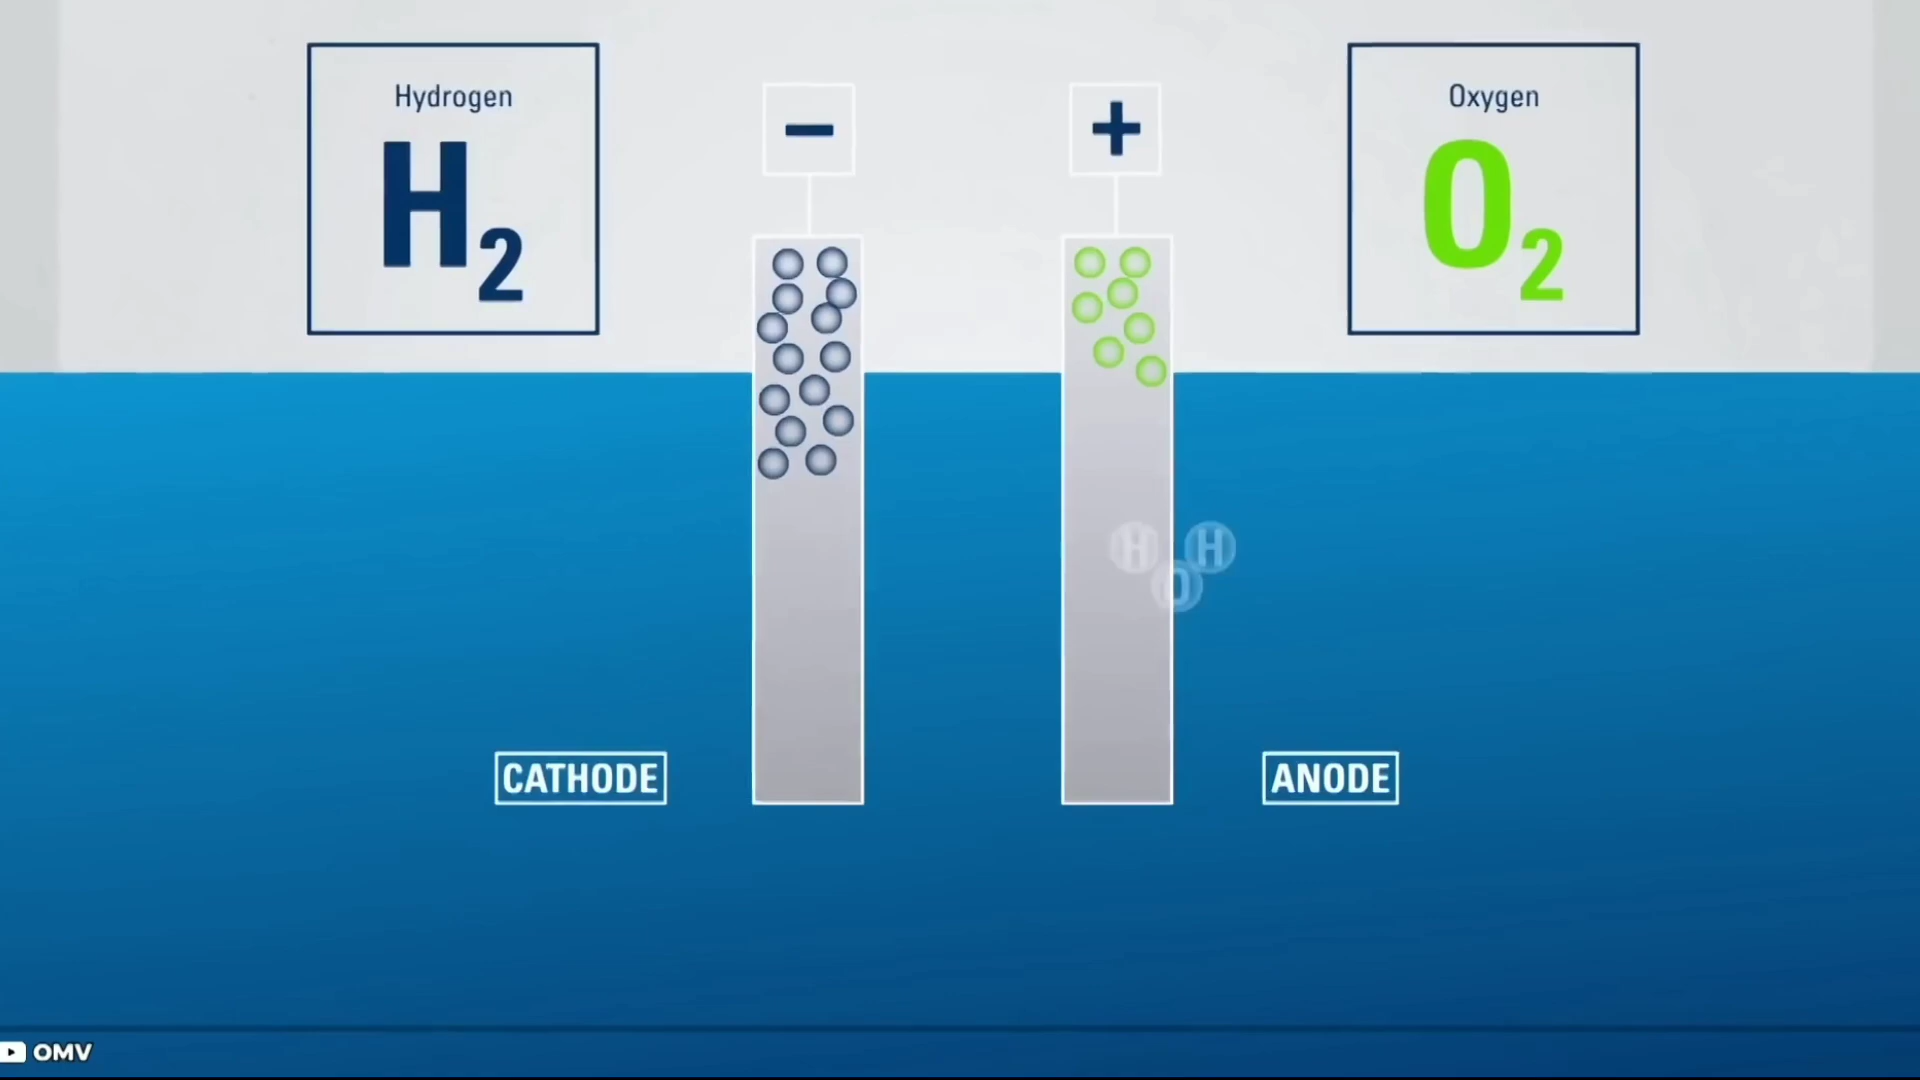 Hydrogen
H2
−
+
Oxygen
O2
H H
O
CATHODE
ANODE
OMV